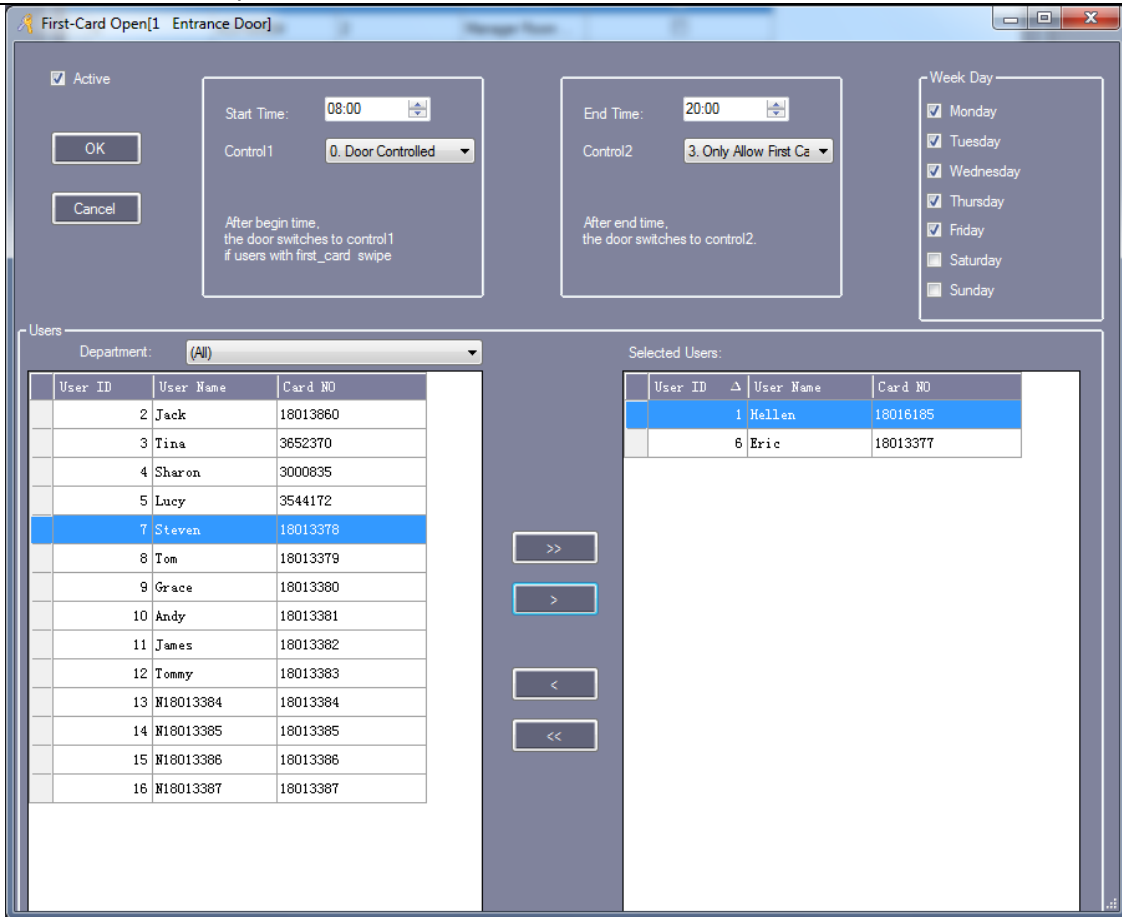 First-Card Open[1   Entrance Door]
Active
OK
Cancel
Start Time: 08:00
Control1 0. Door Controlled
After begin time,
the door switches to control1
if users with first_card swipe
End Time: 20:00
Control2 3. Only Allow First Ca
After end time,
the door switches to control2.
Week Day
Monday
Tuesday
Wednesday
Thursday
Friday
Saturday
Sunday
Users
Department: (All)
User ID User Name Card NO
2 Jack 18013860
3 Tina 3652370
4 Sharon 3000835
5 Lucy 3544172
7 Steven 18013378
8 Tom 18013379
9 Grace 18013380
10 Andy 18013381
11 James 18013382
12 Tommy 18013383
13 N18013384 18013384
14 N18013385 18013385
15 N18013386 18013386
16 N18013387 18013387
>>
>
<
<<
Selected Users:
User ID User Name Card NO
1 Hellen 18016185
6 Eric 18013377